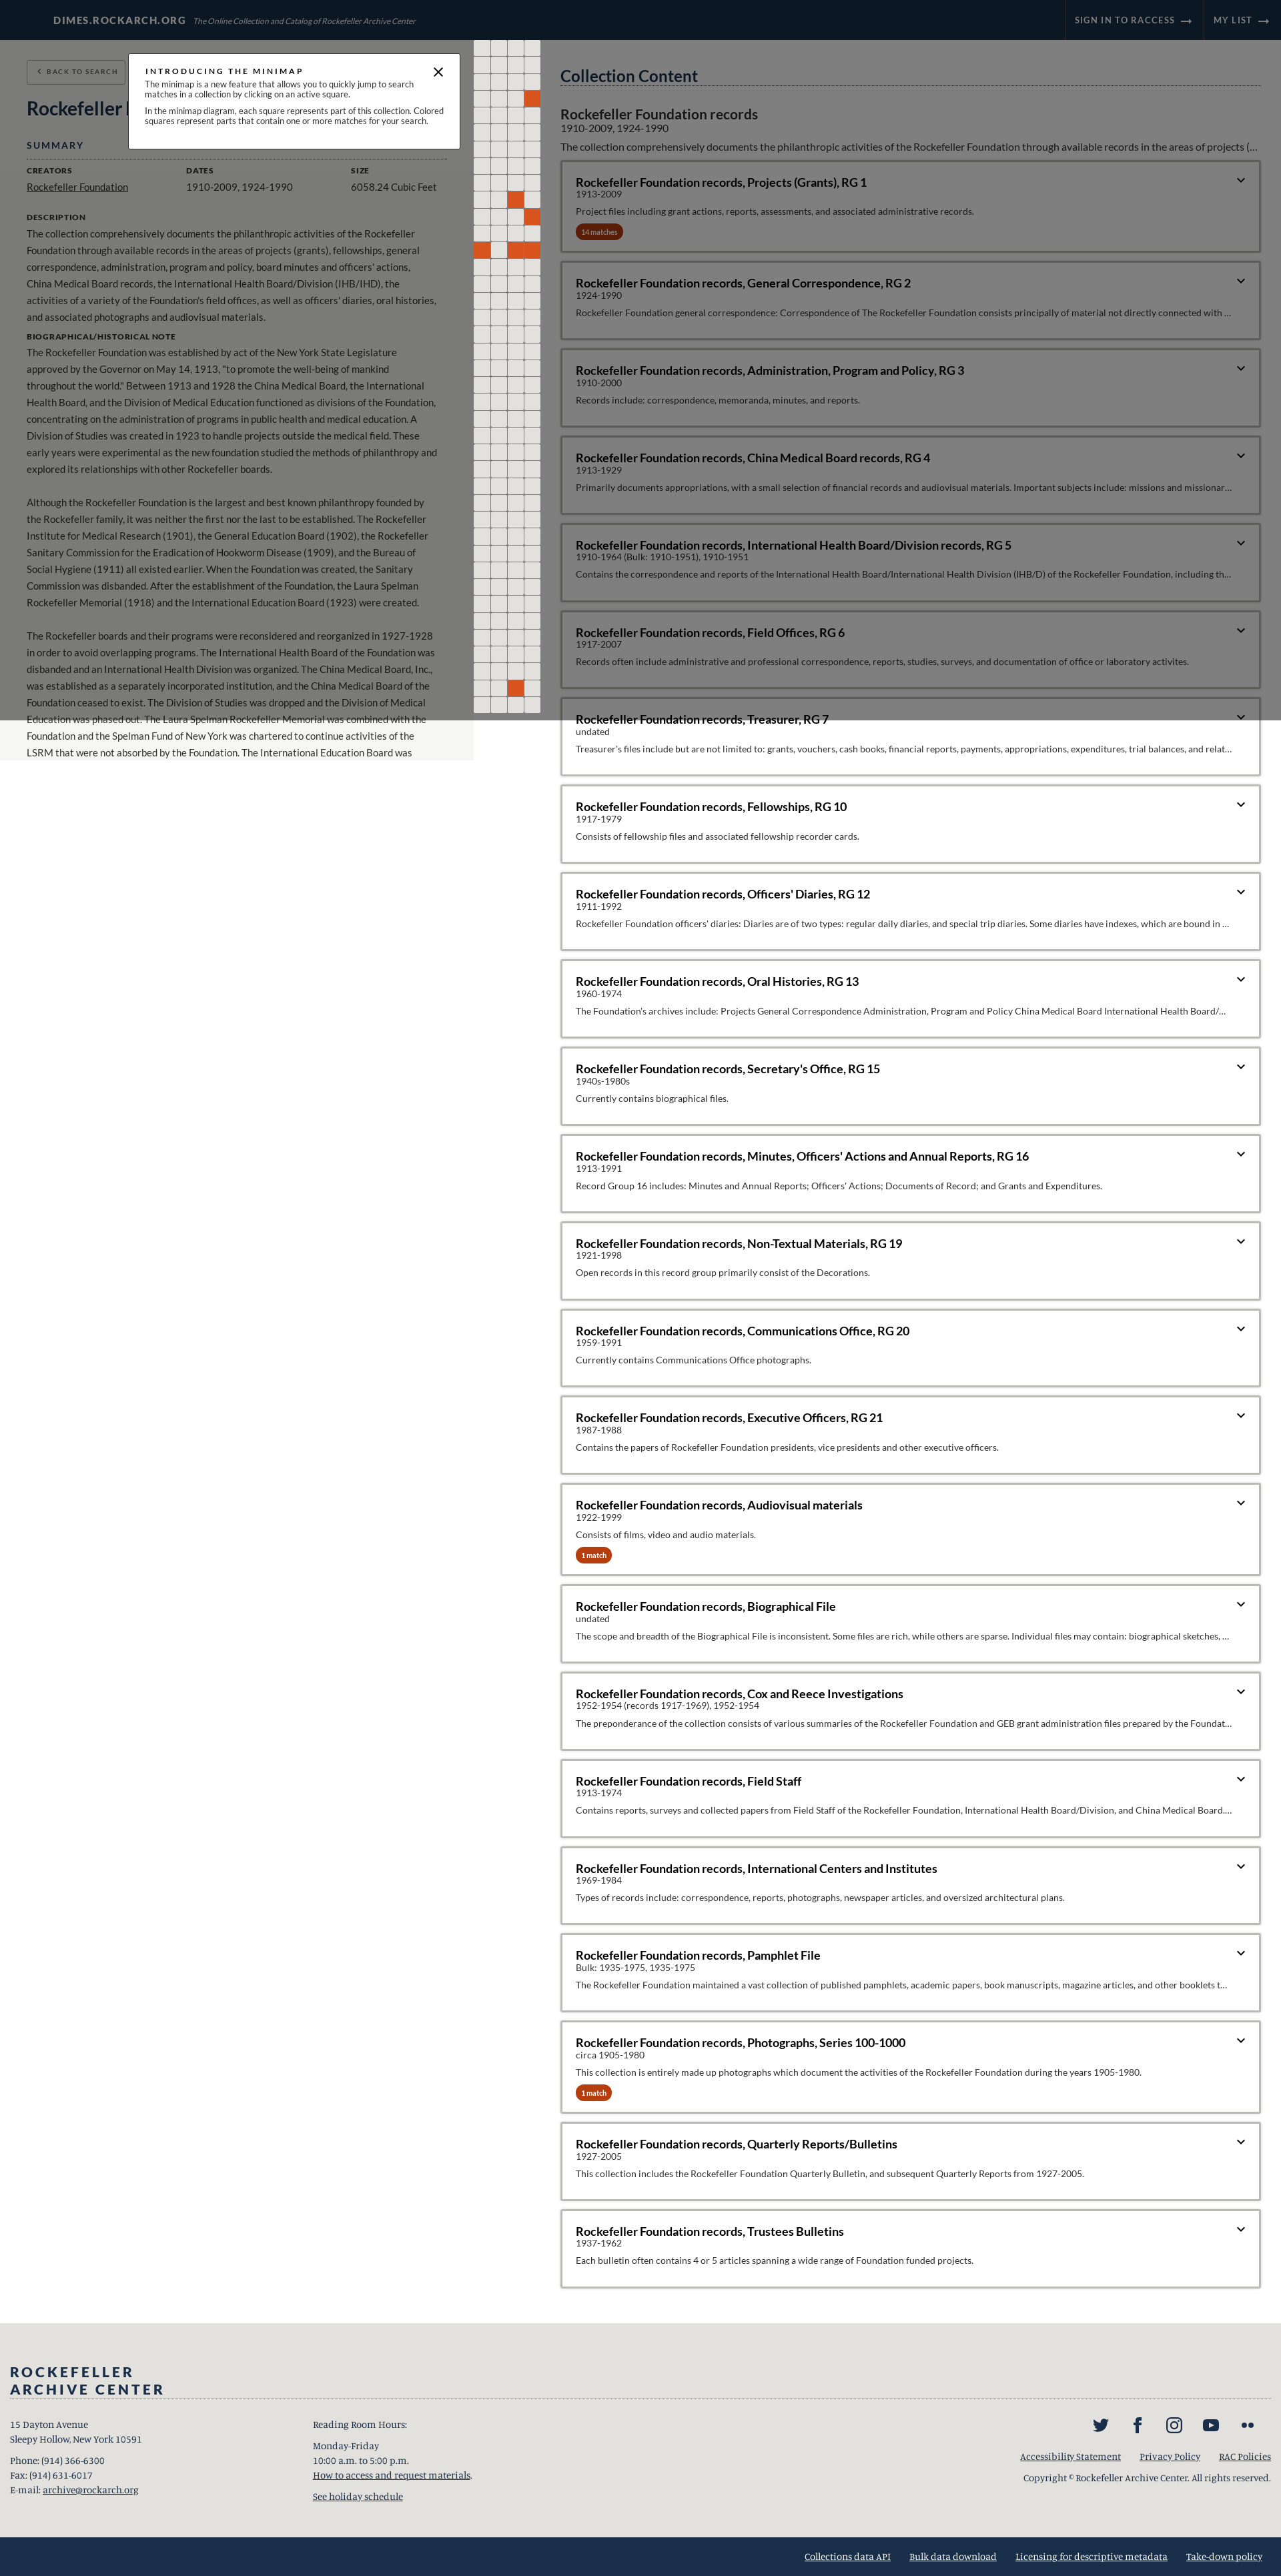 DIMES.ROCKARCH.ORG The Online Collection and Catalog of Rockefeller Archive Center
SIGN IN TO RACCESS
MY LIST
BACK TO SEARCH
Rockefeller
INTRODUCING THE MINIMAP
The minimap is a new feature that allows you to quickly jump to search
matches in a collection by clicking on an active square.
In the minimap diagram, each square represents part of this collection. Colored
squares represent parts that contain one or more matches for your search.
SUMMARY
CREATORS
Rockefeller Foundation
DATES
1910-2009, 1924-1990
SIZE
6058.24 Cubic Feet
DESCRIPTION
The collection comprehensively documents the philanthropic activities of the Rockefeller
Foundation through available records in the areas of projects (grants), fellowships, general
correspondence, administration, program and policy, board minutes and officers' actions,
China Medical Board records, the International Health Board/Division (IHB/IHD), the
activities of a variety of the Foundation's field offices, as well as officers' diaries, oral histories,
and associated photographs and audiovisual materials.
BIOGRAPHICAL/HISTORICAL NOTE
The Rockefeller Foundation was established by act of the New York State Legislature
approved by the Governor on May 14, 1913, "to promote the well-being of mankind
throughout the world." Between 1913 and 1928 the China Medical Board, the International
Health Board, and the Division of Medical Education functioned as divisions of the Foundation,
concentrating on the administration of programs in public health and medical education. A
Division of Studies was created in 1923 to handle projects outside the medical field. These
early years were experimental as the new foundation studied the methods of philanthropy and
explored its relationships with other Rockefeller boards.
Although the Rockefeller Foundation is the largest and best known philanthropy founded by
the Rockefeller family, it was neither the first nor the last to be established. The Rockefeller
Institute for Medical Research (1901), the General Education Board (1902), the Rockefeller
Sanitary Commission for the Eradication of Hookworm Disease (1909), and the Bureau of
Social Hygiene (1911) all existed earlier. When the Foundation was created, the Sanitary
Commission was disbanded. After the establishment of the Foundation, the Laura Spelman
Rockefeller Memorial (1918) and the International Education Board (1923) were created.
The Rockefeller boards and their programs were reconsidered and reorganized in 1927-1928
in order to avoid overlapping programs. The International Health Board of the Foundation was
disbanded and an International Health Division was organized. The China Medical Board, Inc.,
was established as a separately incorporated institution, and the China Medical Board of the
Foundation ceased to exist. The Division of Studies was dropped and the Division of Medical
Education was phased out. The Laura Spelman Rockefeller Memorial was combined with the
Foundation and the Spelman Fund of New York was chartered to continue activities of the
LSRM that were not absorbed by the Foundation. The International Education Board was
Collection Content
Rockefeller Foundation records
1910-2009, 1924-1990
The collection comprehensively documents the philanthropic activities of the Rockefeller Foundation through available records in the areas of projects (...
Rockefeller Foundation records, Projects (Grants), RG 1
1913-2009
Project files including grant actions, reports, assessments, and associated administrative records.
14 matches
Rockefeller Foundation records, General Correspondence, RG 2
1924-1990
Rockefeller Foundation general correspondence: Correspondence of The Rockefeller Foundation consists principally of material not directly connected with ...
Rockefeller Foundation records, Administration, Program and Policy, RG 3
1910-2000
Records include: correspondence, memoranda, minutes, and reports.
Rockefeller Foundation records, China Medical Board records, RG 4
1913-1929
Primarily documents appropriations, with a small selection of financial records and audiovisual materials. Important subjects include: missions and missionar...
Rockefeller Foundation records, International Health Board/Division records, RG 5
1910-1964 (Bulk: 1910-1951), 1910-1951
Contains the correspondence and reports of the International Health Board/International Health Division (IHB/D) of the Rockefeller Foundation, including th...
Rockefeller Foundation records, Field Offices, RG 6
1917-2007
Records often include administrative and professional correspondence, reports, studies, surveys, and documentation of office or laboratory activites.
Rockefeller Foundation records, Treasurer, RG 7
undated
Treasurer's files include but are not limited to: grants, vouchers, cash books, financial reports, payments, appropriations, expenditures, trial balances, and relat...
Rockefeller Foundation records, Fellowships, RG 10
1917-1979
Consists of fellowship files and associated fellowship recorder cards.
Rockefeller Foundation records, Officers' Diaries, RG 12
1911-1992
Rockefeller Foundation officers' diaries: Diaries are of two types: regular daily diaries, and special trip diaries. Some diaries have indexes, which are bound in ...
Rockefeller Foundation records, Oral Histories, RG 13
1960-1974
The Foundation's archives include: Projects General Correspondence Administration, Program and Policy China Medical Board International Health Board/...
Rockefeller Foundation records, Secretary's Office, RG 15
1940s-1980s
Currently contains biographical files.
Rockefeller Foundation records, Minutes, Officers' Actions and Annual Reports, RG 16
1913-1991
Record Group 16 includes: Minutes and Annual Reports; Officers' Actions; Documents of Record; and Grants and Expenditures.
Rockefeller Foundation records, Non-Textual Materials, RG 19
1921-1998
Open records in this record group primarily consist of the Decorations.
Rockefeller Foundation records, Communications Office, RG 20
1959-1991
Currently contains Communications Office photographs.
Rockefeller Foundation records, Executive Officers, RG 21
1987-1988
Contains the papers of Rockefeller Foundation presidents, vice presidents and other executive officers.
Rockefeller Foundation records, Audiovisual materials
1922-1999
Consists of films, video and audio materials.
1 match
Rockefeller Foundation records, Biographical File
undated
The scope and breadth of the Biographical File is inconsistent. Some files are rich, while others are sparse. Individual files may contain: biographical sketches, ...
Rockefeller Foundation records, Cox and Reece Investigations
1952-1954 (records 1917-1969), 1952-1954
The preponderance of the collection consists of various summaries of the Rockefeller Foundation and GEB grant administration files prepared by the Foundat...
Rockefeller Foundation records, Field Staff
1913-1974
Contains reports, surveys and collected papers from Field Staff of the Rockefeller Foundation, International Health Board/Division, and China Medical Board....
Rockefeller Foundation records, International Centers and Institutes
1969-1984
Types of records include: correspondence, reports, photographs, newspaper articles, and oversized architectural plans.
Rockefeller Foundation records, Pamphlet File
Bulk: 1935-1975, 1935-1975
The Rockefeller Foundation maintained a vast collection of published pamphlets, academic papers, book manuscripts, magazine articles, and other booklets t...
Rockefeller Foundation records, Photographs, Series 100-1000
circa 1905-1980
This collection is entirely made up photographs which document the activities of the Rockefeller Foundation during the years 1905-1980.
1 match
Rockefeller Foundation records, Quarterly Reports/Bulletins
1927-2005
This collection includes the Rockefeller Foundation Quarterly Bulletin, and subsequent Quarterly Reports from 1927-2005.
Rockefeller Foundation records, Trustees Bulletins
1937-1962
Each bulletin often contains 4 or 5 articles spanning a wide range of Foundation funded projects.
ROCKEFELLER
ARCHIVE CENTER
15 Dayton Avenue
Sleepy Hollow, New York 10591
Phone: (914) 366-6300
Fax: (914) 631-6017
E-mail: archive@rockarch.org
Reading Room Hours:
Monday-Friday
10:00 a.m. to 5:00 p.m.
How to access and request materials.
See holiday schedule
Accessibility Statement
Privacy Policy
RAC Policies
Copyright © Rockefeller Archive Center. All rights reserved.
Collections data API
Bulk data download
Licensing for descriptive metadata
Take-down policy